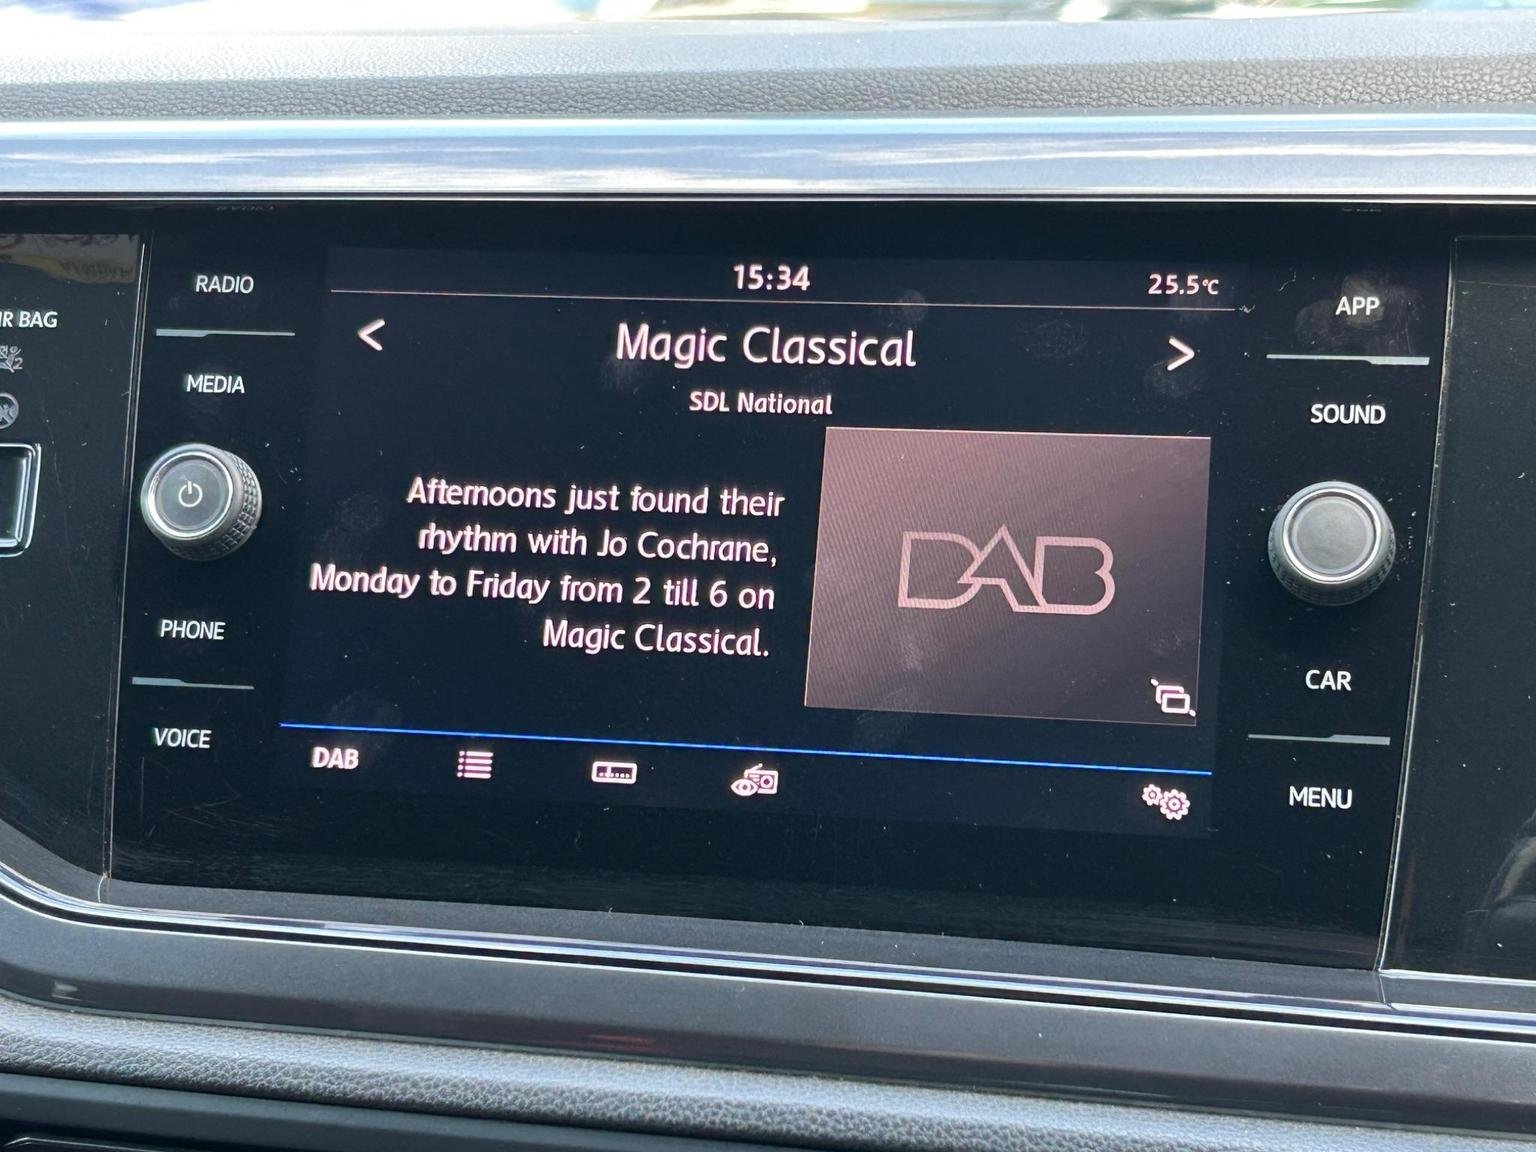 RADIO
MEDIA
PHONE
VOICE
15:34
25.5°C
<
Magic Classical
>
SDL National
Afternoons just found their
rhythm with Jo Cochrane,
Monday to Friday from 2 till 6 on
Magic Classical.
DAB
DAB
APP
SOUND
CAR
MENU
BAG
2